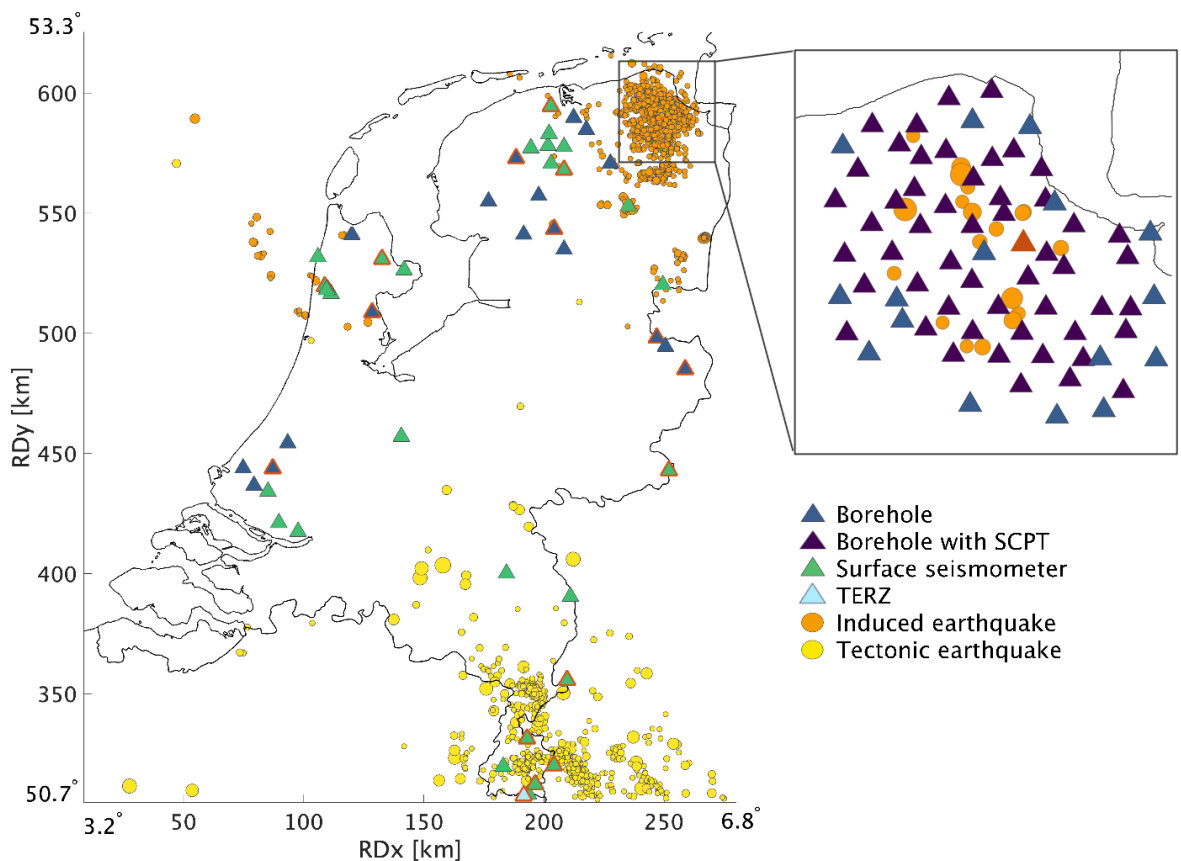 53.3°
600
550
500
450
400
350
50.7°
RDy [km]
3.2°
50
100
150
200
250
6.8°
RDx [km]
Borehole
Borehole with SCPT
Surface seismometer
TERZ
Induced earthquake
Tectonic earthquake